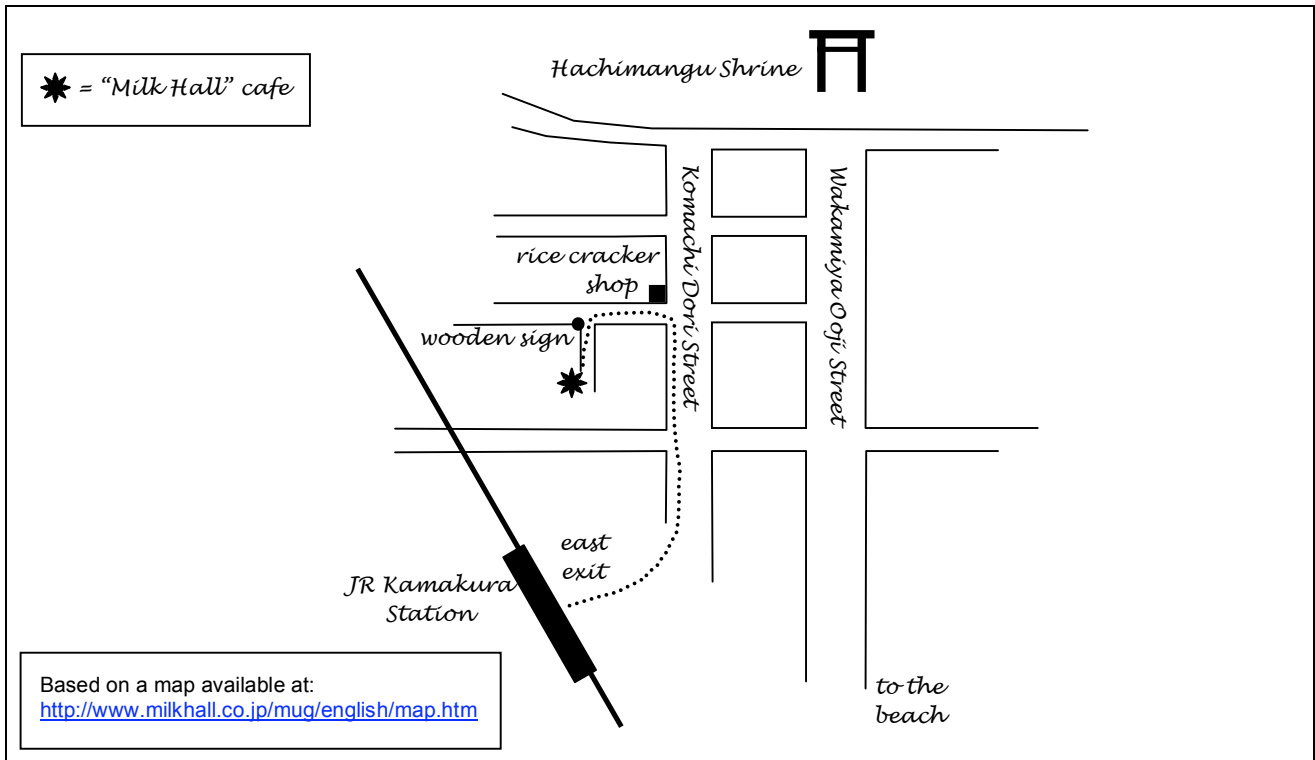 = “Milk Hall” cafe
Hachimangu Shrine
Komachi Dori Street
Wakamiya Ooji Street
rice cracker
shop
wooden sign
east
exit
JR Kamakura
Station
to the
beach
Based on a map available at:
http://www.milkhall.co.jp/mug/english/map.htm